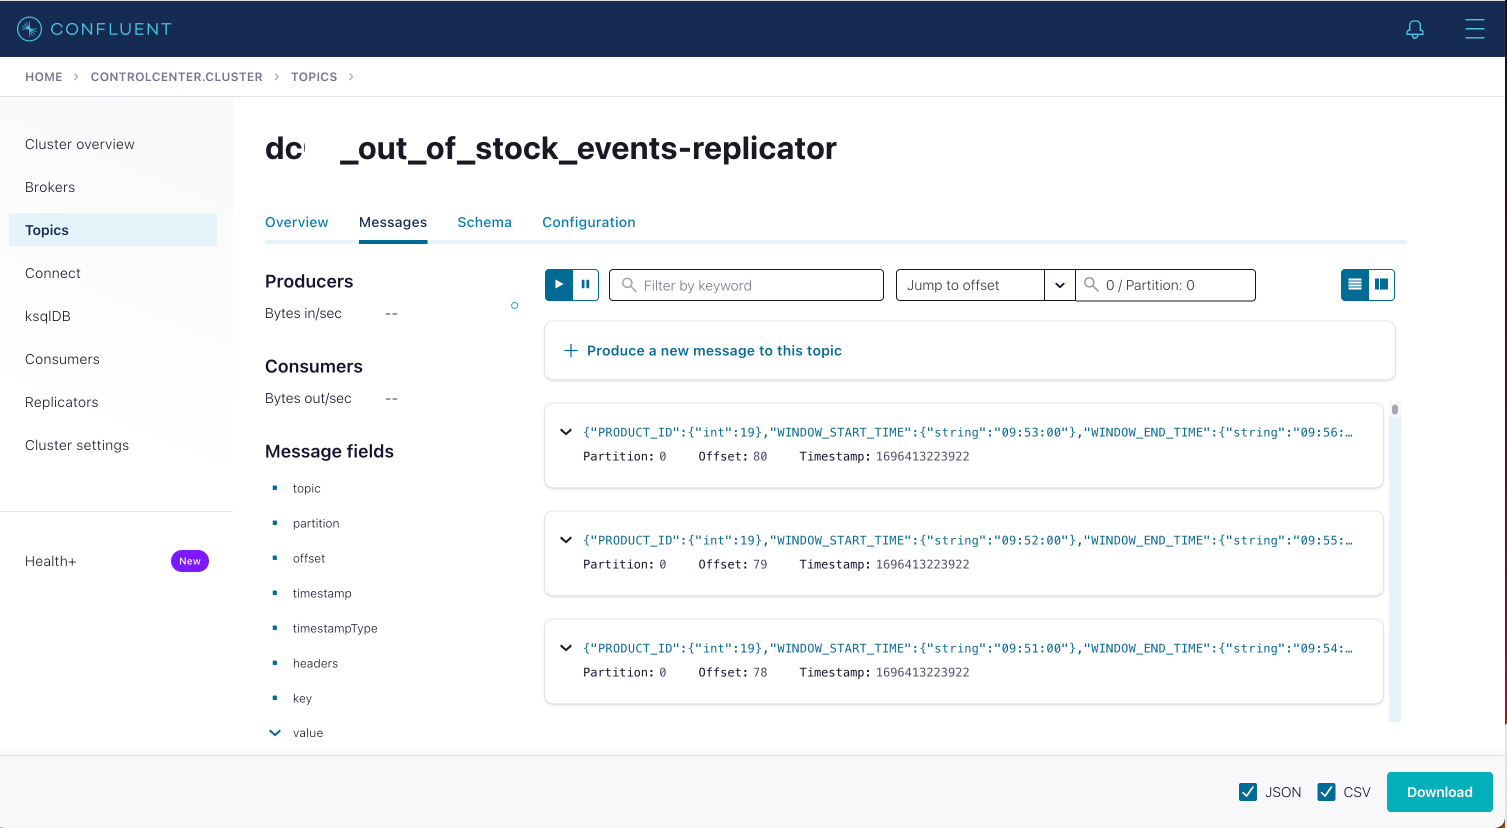 CONFLUENT
HOME > CONTROLCENTER.CLUSTER > TOPICS >
Cluster overview
Brokers
Topics
Connect
ksqlDB
Consumers
Replicators
Cluster settings
Health+ New
dc _out_of_stock_events-replicator
Overview Messages Schema Configuration
Producers
Bytes in/sec --
Consumers
Bytes out/sec --
Message fields
topic
partition
offset
timestamp
timestampType
headers
key
value
Filter by keyword Jump to offset 0 / Partition: 0
+ Produce a new message to this topic
{"PRODUCT_ID":{"int":19},"WINDOW_START_TIME":{"string":"09:53:00"},"WINDOW_END_TIME":{"string":"09:56:…
Partition: 0 Offset: 80 Timestamp: 1696413223922
{"PRODUCT_ID":{"int":19},"WINDOW_START_TIME":{"string":"09:52:00"},"WINDOW_END_TIME":{"string":"09:55:…
Partition: 0 Offset: 79 Timestamp: 1696413223922
{"PRODUCT_ID":{"int":19},"WINDOW_START_TIME":{"string":"09:51:00"},"WINDOW_END_TIME":{"string":"09:54:…
Partition: 0 Offset: 78 Timestamp: 1696413223922
JSON CSV Download